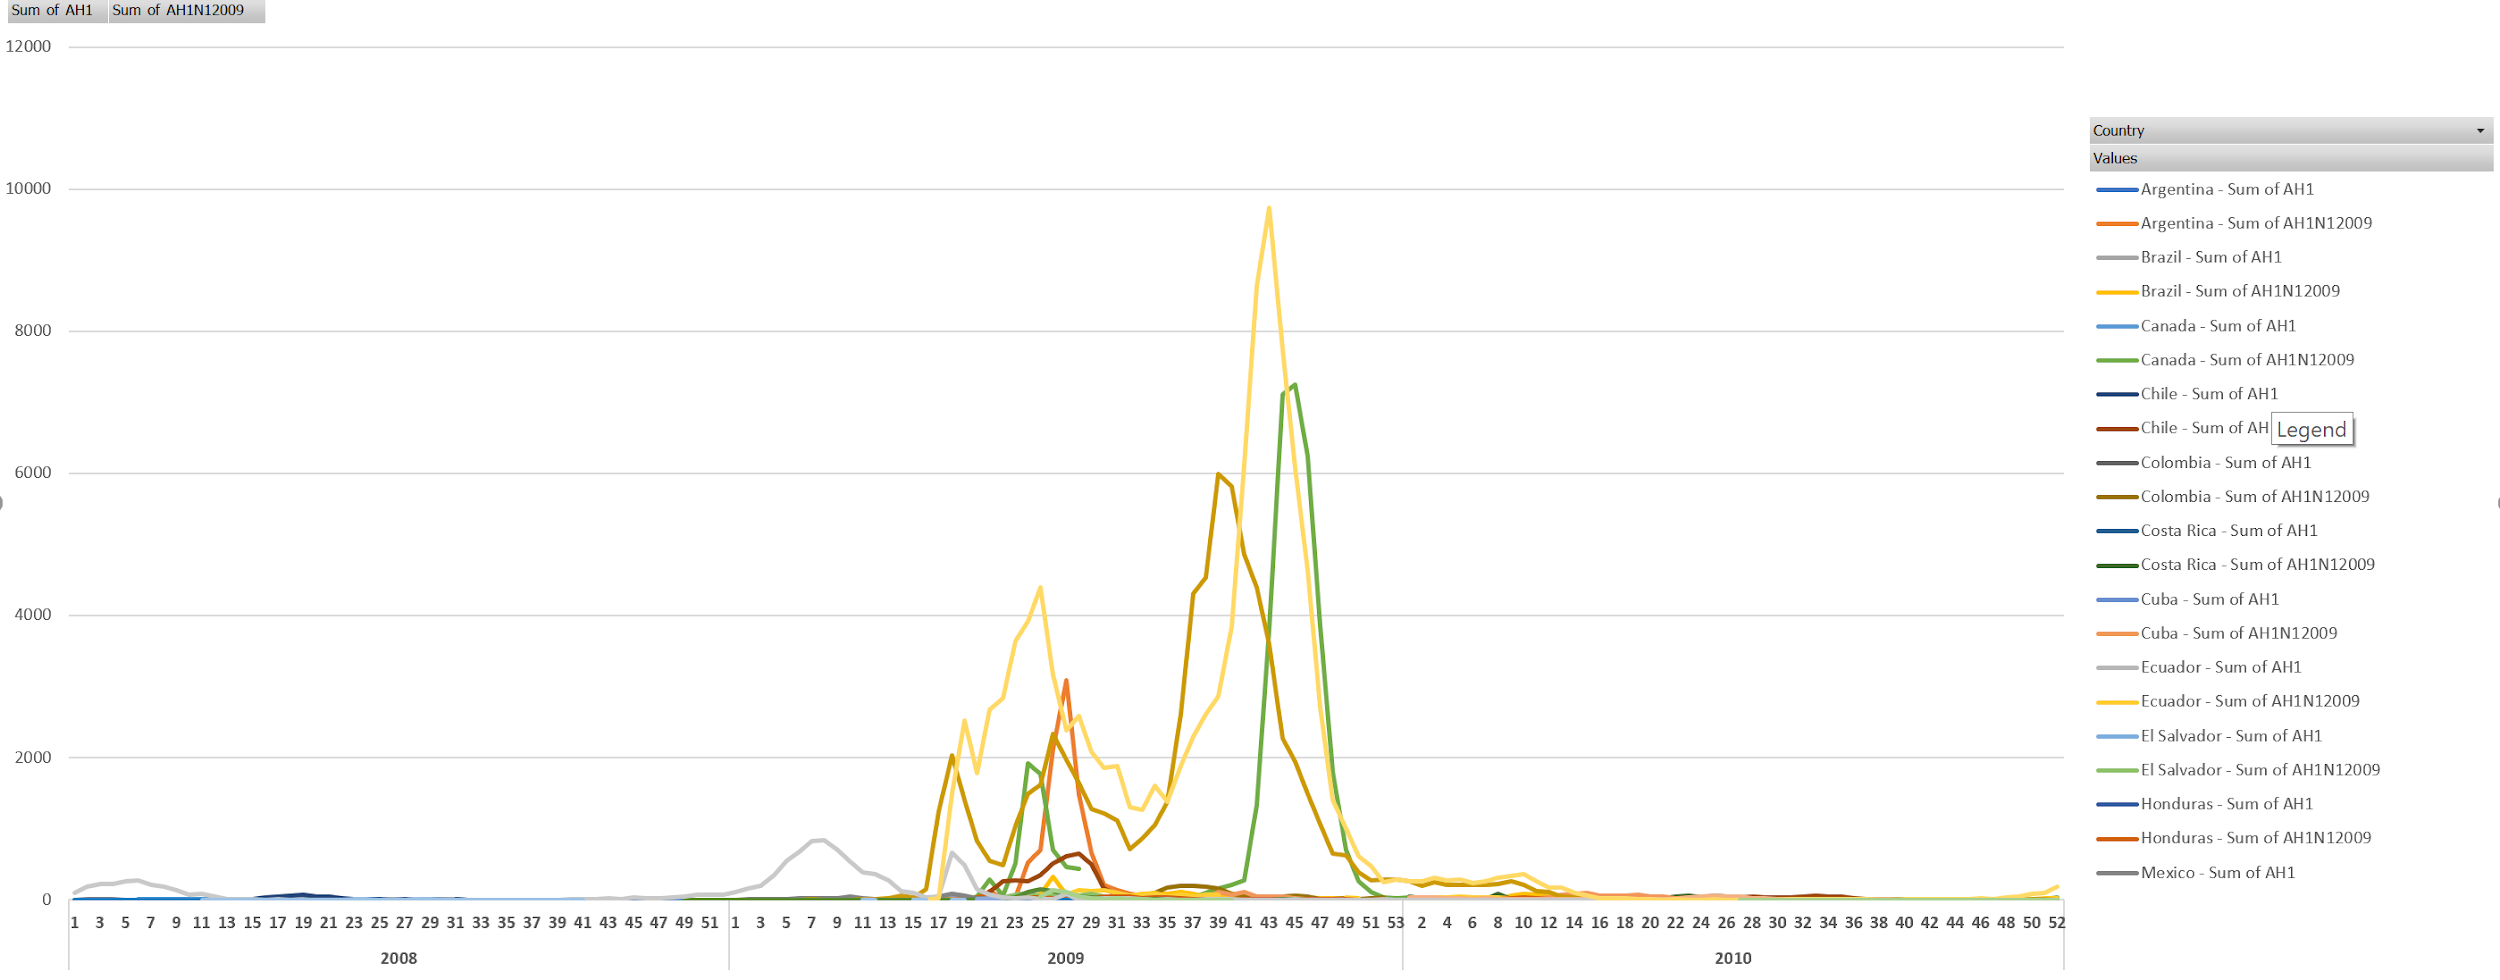 Sum of AH1 Sum of AH1N12009
12000
10000
8000
6000
4000
2000
0
1 3 5 7 9 11 13 15 17 19 21 23 25 27 29 31 33 35 37 39 41 43 45 47 49 51 1 3 5 7 9 11 13 15 17 19 21 23 25 27 29 31 33 35 37 39 41 43 45 47 49 51 53 2 4 6 8 10 12 14 16 18 20 22 24 26 28 30 32 34 36 38 40 42 44 46 48 50 52
2008 2009 2010
Country
Values
Argentina - Sum of AH1
Argentina - Sum of AH1N12009
Brazil - Sum of AH1
Brazil - Sum of AH1N12009
Canada - Sum of AH1
Canada - Sum of AH1N12009
Chile - Sum of AH1
Chile - Sum of AH
Legend
Colombia - Sum of AH1
Colombia - Sum of AH1N12009
Costa Rica - Sum of AH1
Costa Rica - Sum of AH1N12009
Cuba - Sum of AH1
Cuba - Sum of AH1N12009
Ecuador - Sum of AH1
Ecuador - Sum of AH1N12009
El Salvador - Sum of AH1
El Salvador - Sum of AH1N12009
Honduras - Sum of AH1
Honduras - Sum of AH1N12009
Mexico - Sum of AH1